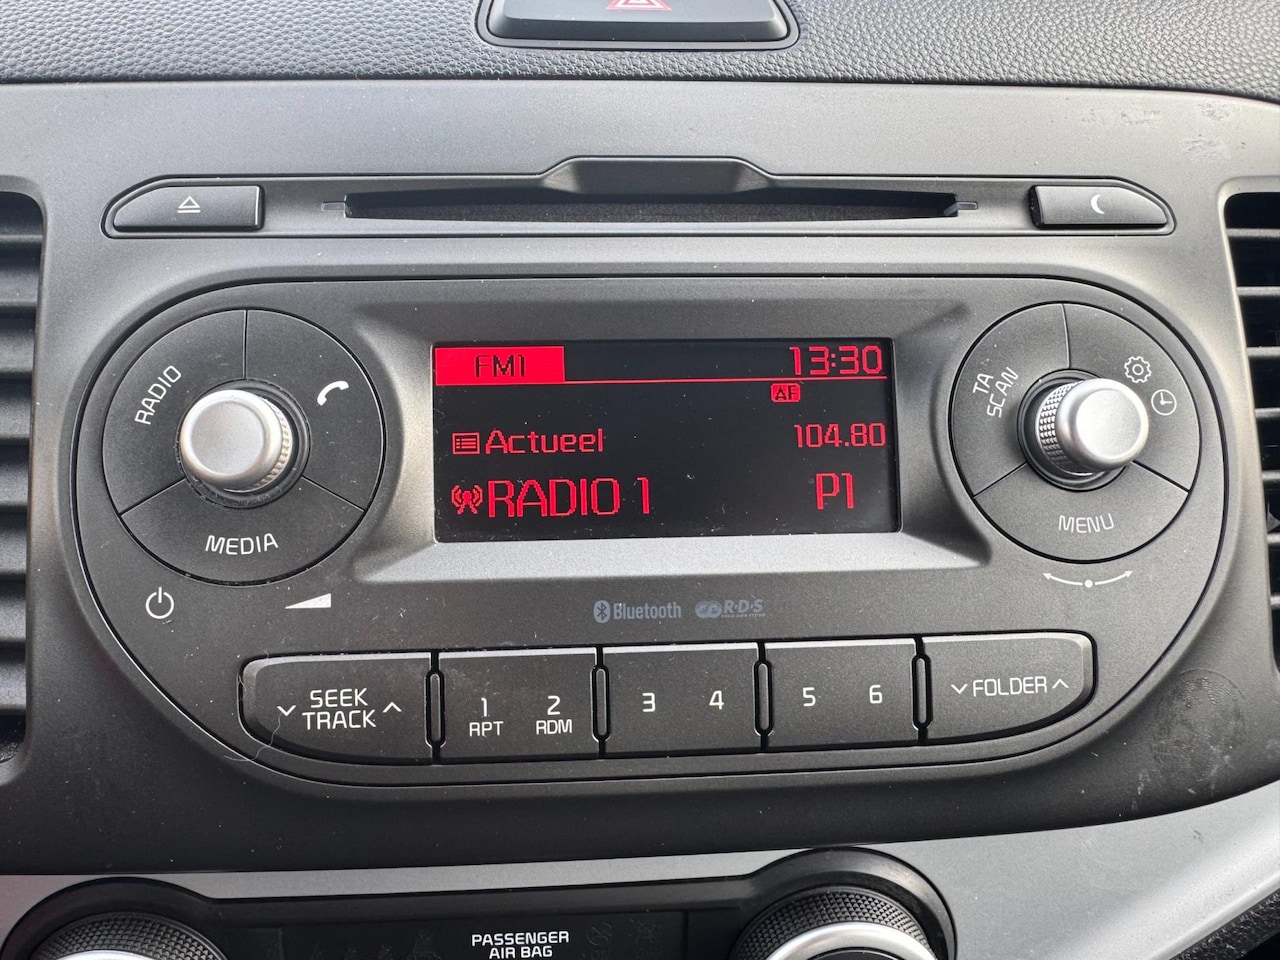 FM1 13:30
AF
Actueel 104.80
RADIO 1 P1
RADIO
MEDIA
TA
SCAN
MENU
Bluetooth R·D·S
SEEK
TRACK
1 2 3 4 5 6
RPT RDM
FOLDER
PASSENGER
AIR BAG